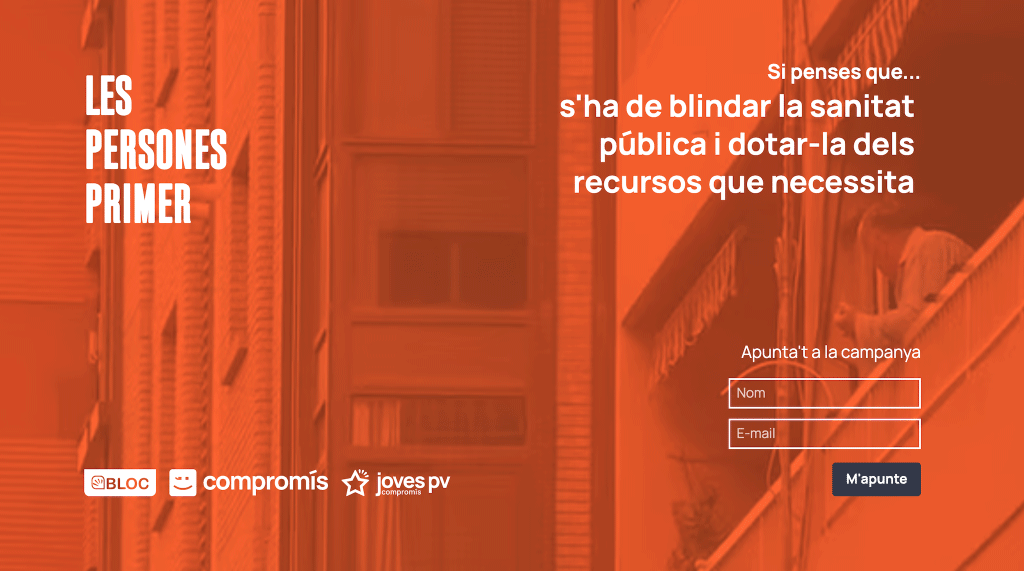 LES
PERSONES
PRIMER
Si penses que...
s'ha de blindar la sanitat
pública i dotar-la dels
recursos que necessita
Apunta't a la campanya
Nom
E-mail
M'apunte
BLOC
compromís
joves pv
compromís